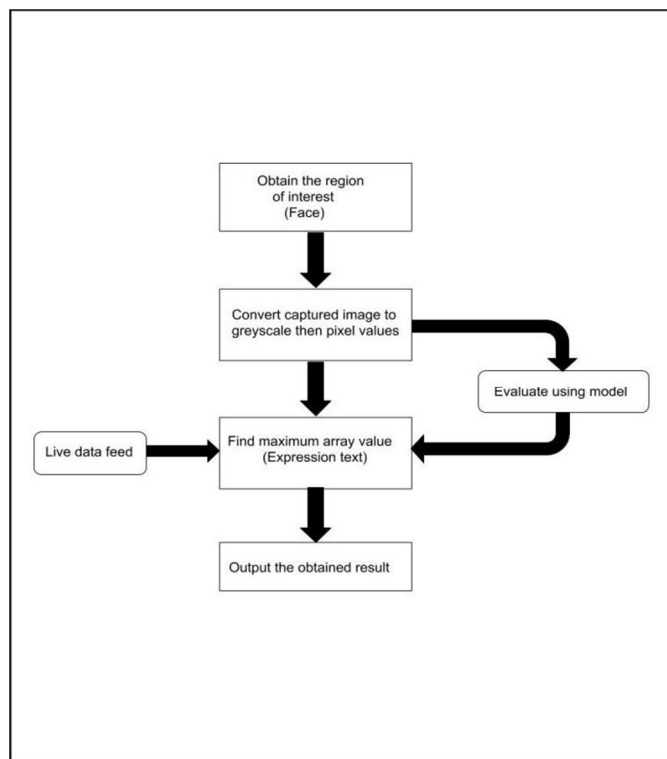 Obtain the region
of interest
(Face)
Convert captured image to
greyscale then pixel values
Evaluate using model
Live data feed
Find maximum array value
(Expression text)
Output the obtained result